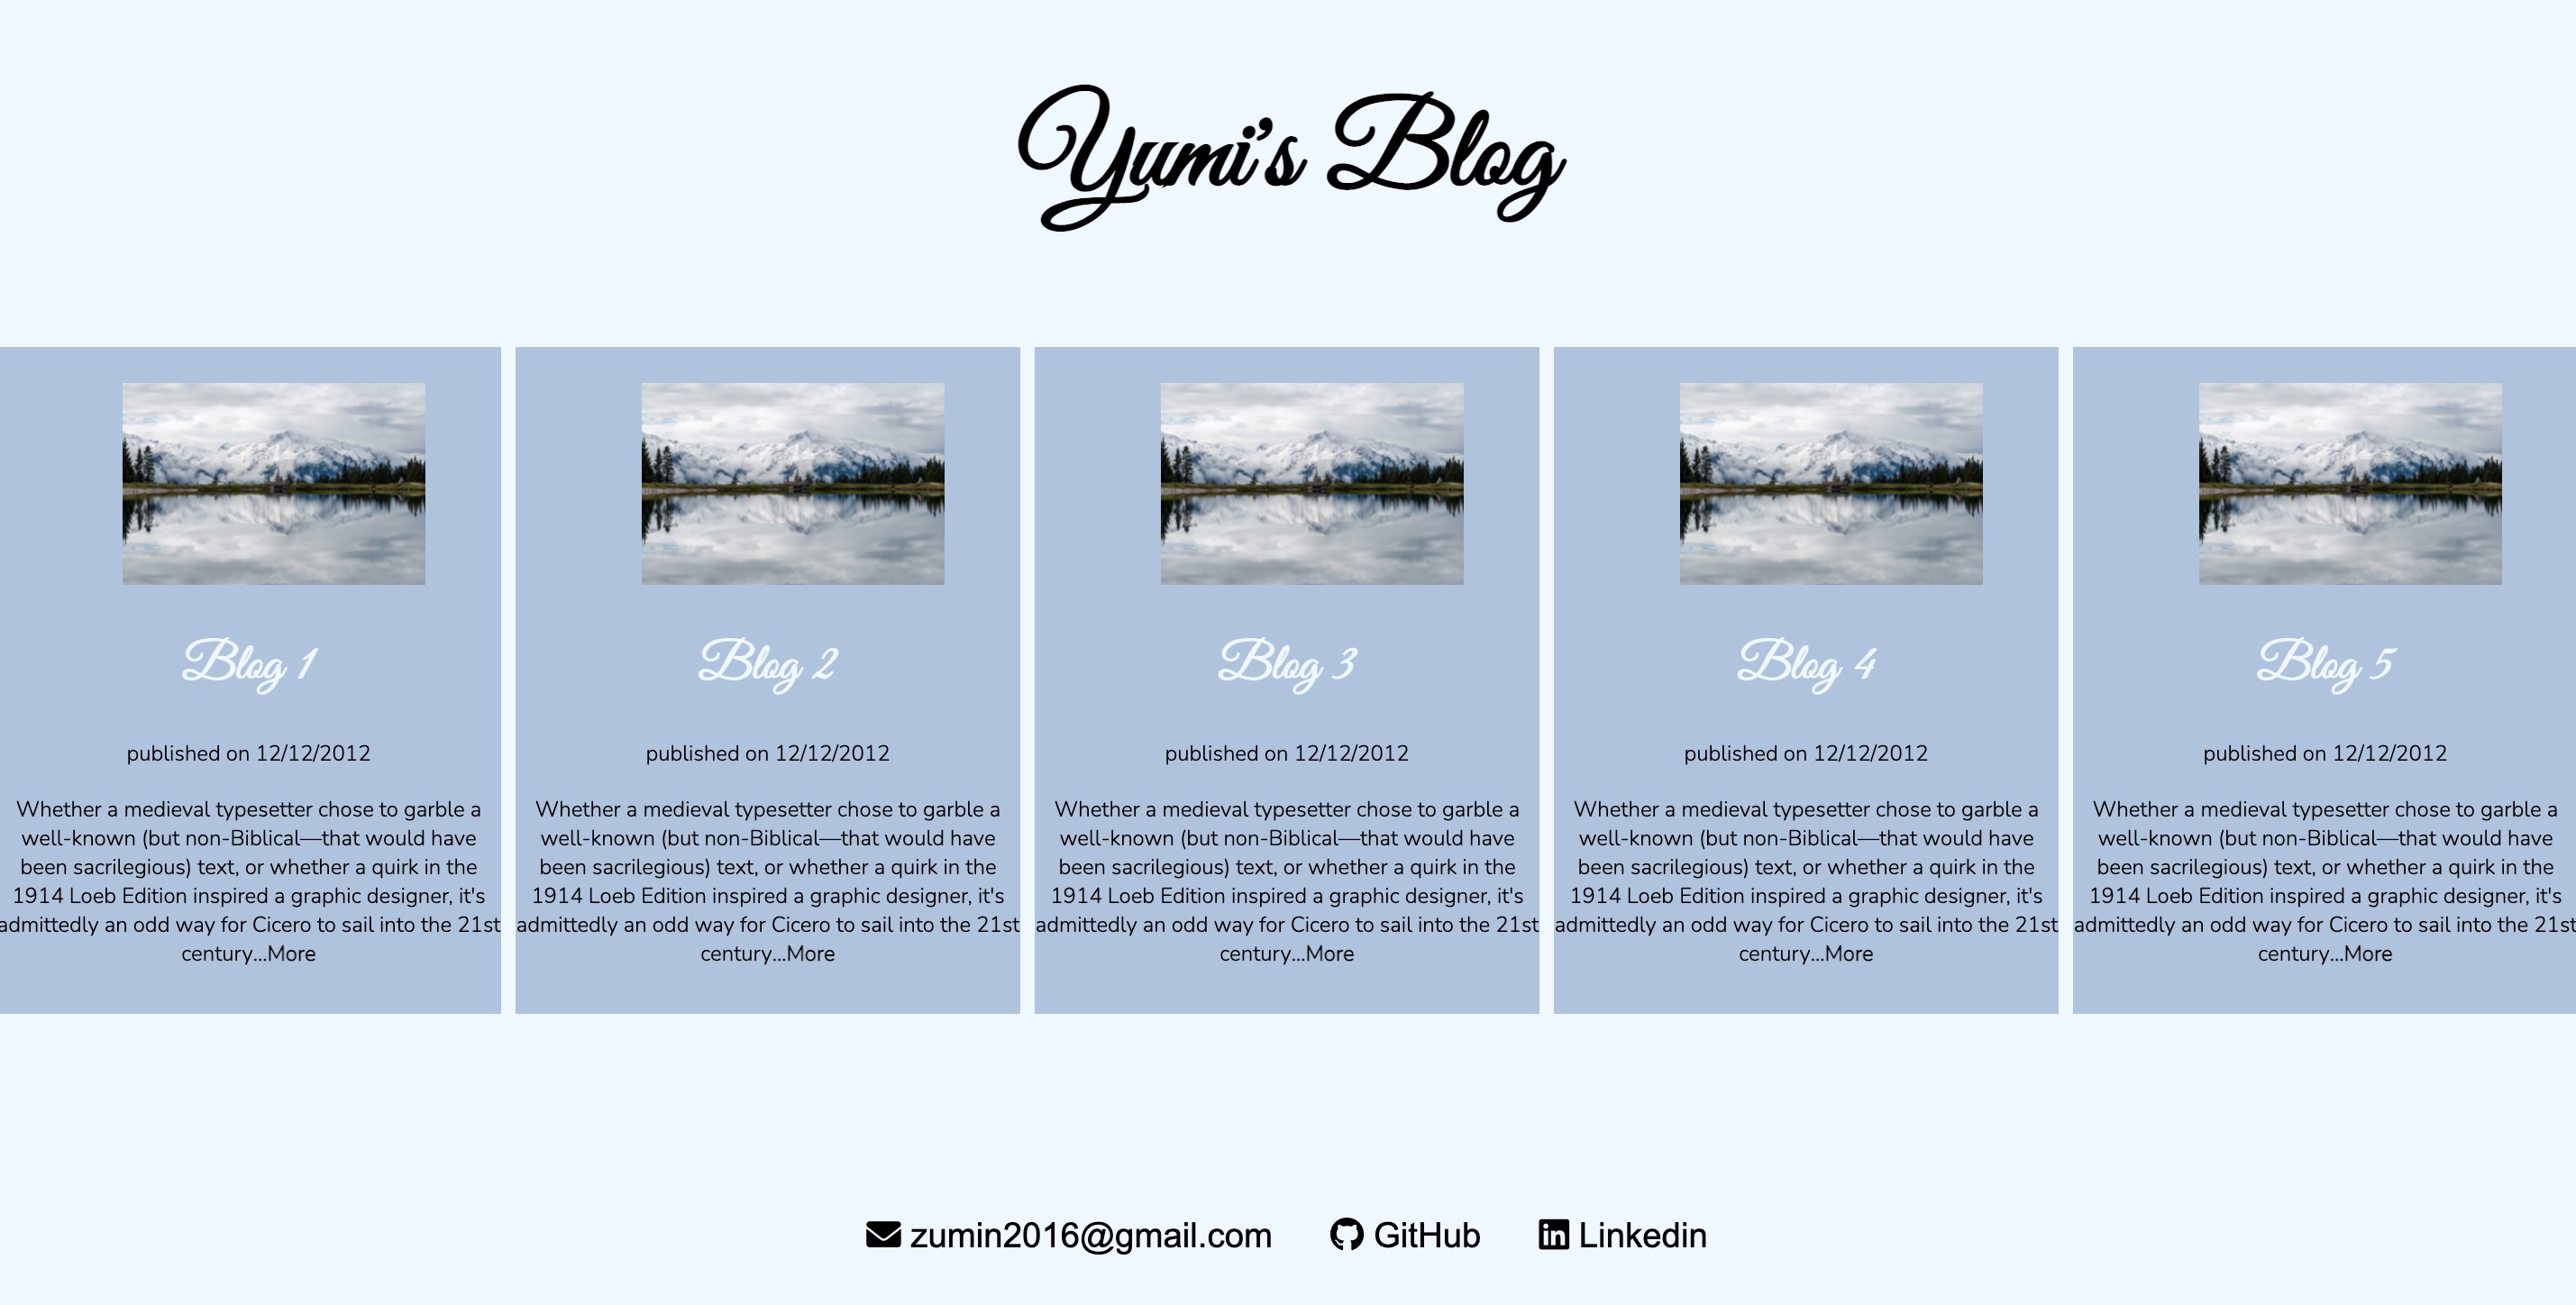 Yumi's Blog
Blog 1
published on 12/12/2012
Whether a medieval typesetter chose to garble a
well-known (but non-Biblical—that would have
been sacrilegious) text, or whether a quirk in the
1914 Loeb Edition inspired a graphic designer, it's
admittedly an odd way for Cicero to sail into the 21st
century...More
Blog 2
published on 12/12/2012
Whether a medieval typesetter chose to garble a
well-known (but non-Biblical—that would have
been sacrilegious) text, or whether a quirk in the
1914 Loeb Edition inspired a graphic designer, it's
admittedly an odd way for Cicero to sail into the 21st
century...More
Blog 3
published on 12/12/2012
Whether a medieval typesetter chose to garble a
well-known (but non-Biblical—that would have
been sacrilegious) text, or whether a quirk in the
1914 Loeb Edition inspired a graphic designer, it's
admittedly an odd way for Cicero to sail into the 21st
century...More
Blog 4
published on 12/12/2012
Whether a medieval typesetter chose to garble a
well-known (but non-Biblical—that would have
been sacrilegious) text, or whether a quirk in the
1914 Loeb Edition inspired a graphic designer, it's
admittedly an odd way for Cicero to sail into the 21st
century...More
Blog 5
published on 12/12/2012
Whether a medieval typesetter chose to garble a
well-known (but non-Biblical—that would have
been sacrilegious) text, or whether a quirk in the
1914 Loeb Edition inspired a graphic designer, it's
admittedly an odd way for Cicero to sail into the 21st
century...More
zumin2016@gmail.com GitHub Linkedin